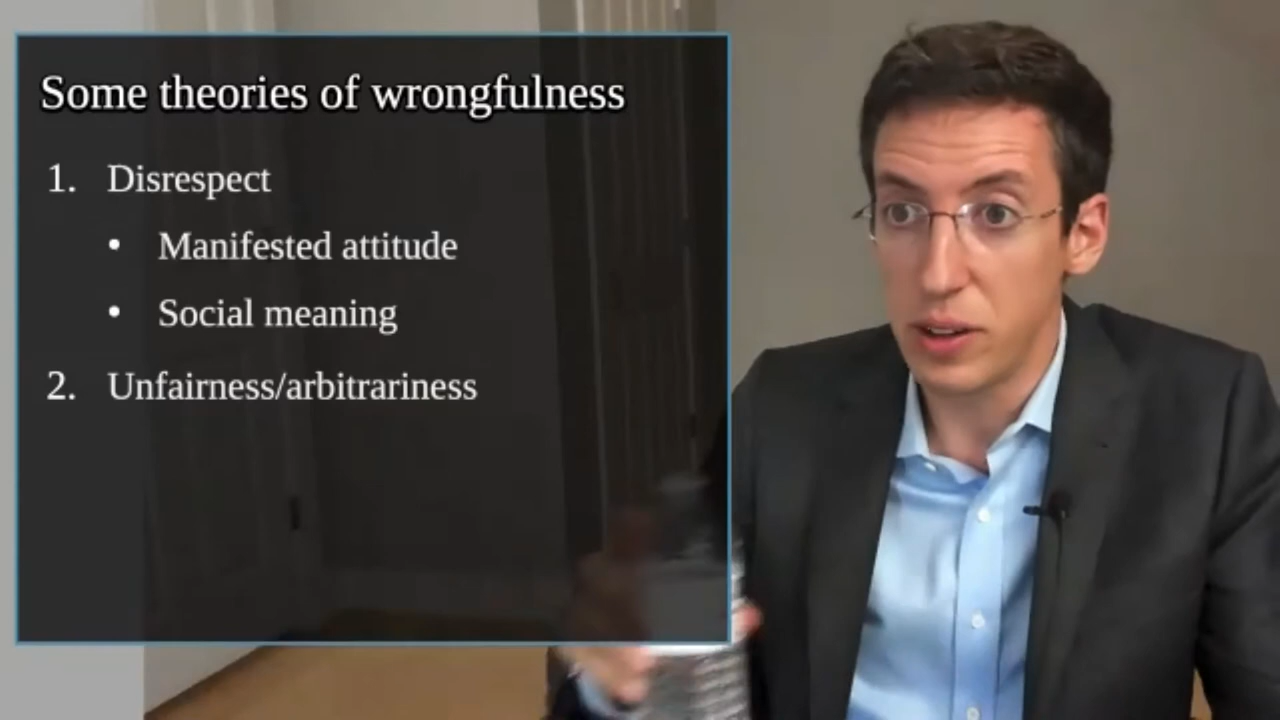 Some theories of wrongfulness
1. Disrespect
• Manifested attitude
• Social meaning
2. Unfairness/arbitrariness